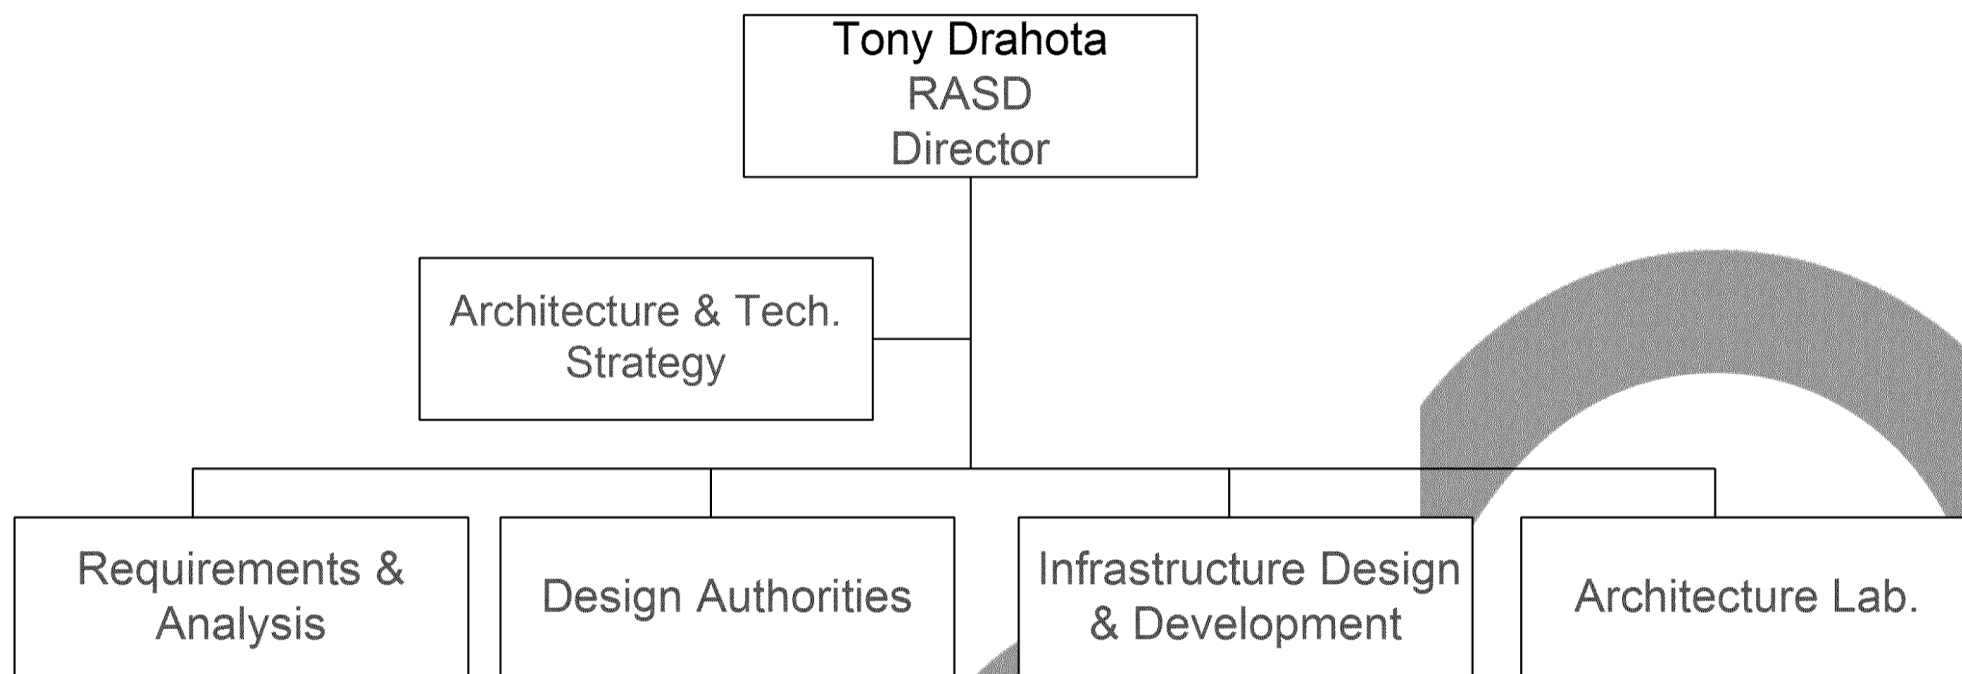 Tony Drahota
RASD
Director
Architecture & Tech.
Strategy
Requirements &
Analysis
Design Authorities
Infrastructure Design
& Development
Architecture Lab.